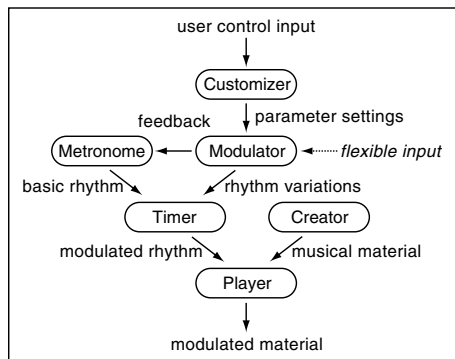 user control input
Customizer
feedback
parameter settings
Metronome
Modulator
flexible input
basic rhythm
rhythm variations
Timer
Creator
modulated rhythm
musical material
Player
modulated material